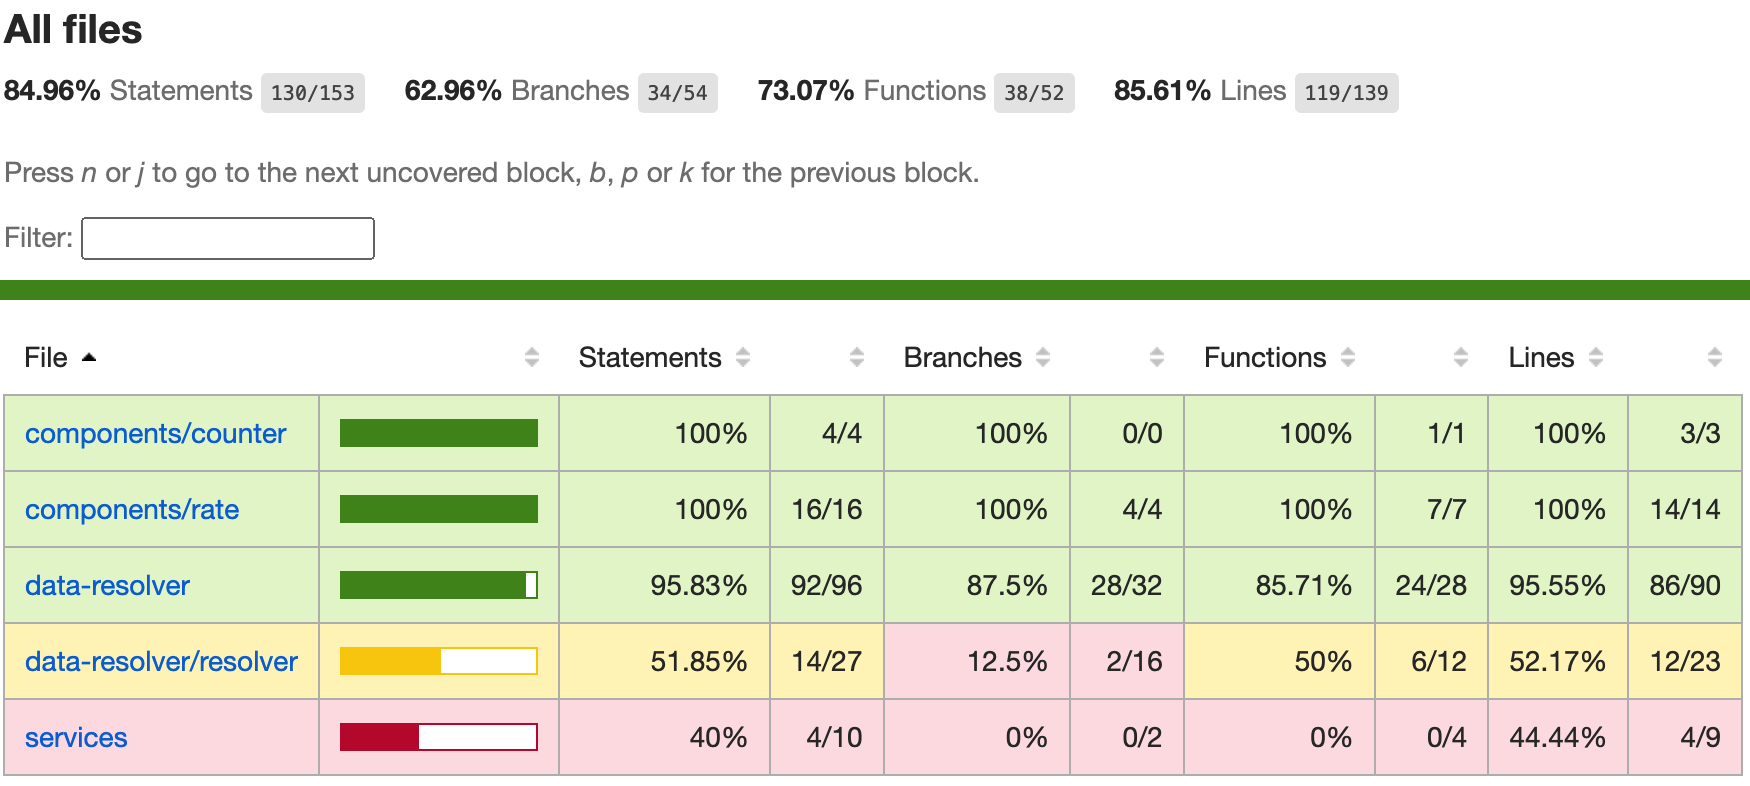 All files
84.96% Statements 130/153 62.96% Branches 34/54 73.07% Functions 38/52 85.61% Lines 119/139
Press n or j to go to the next uncovered block, b, p or k for the previous block.
Filter:
File Statements Branches Functions Lines
components/counter 100% 4/4 100% 0/0 100% 1/1 100% 3/3
components/rate 100% 16/16 100% 4/4 100% 7/7 100% 14/14
data-resolver 95.83% 92/96 87.5% 28/32 85.71% 24/28 95.55% 86/90
data-resolver/resolver 51.85% 14/27 12.5% 2/16 50% 6/12 52.17% 12/23
services 40% 4/10 0% 0/2 0% 0/4 44.44% 4/9